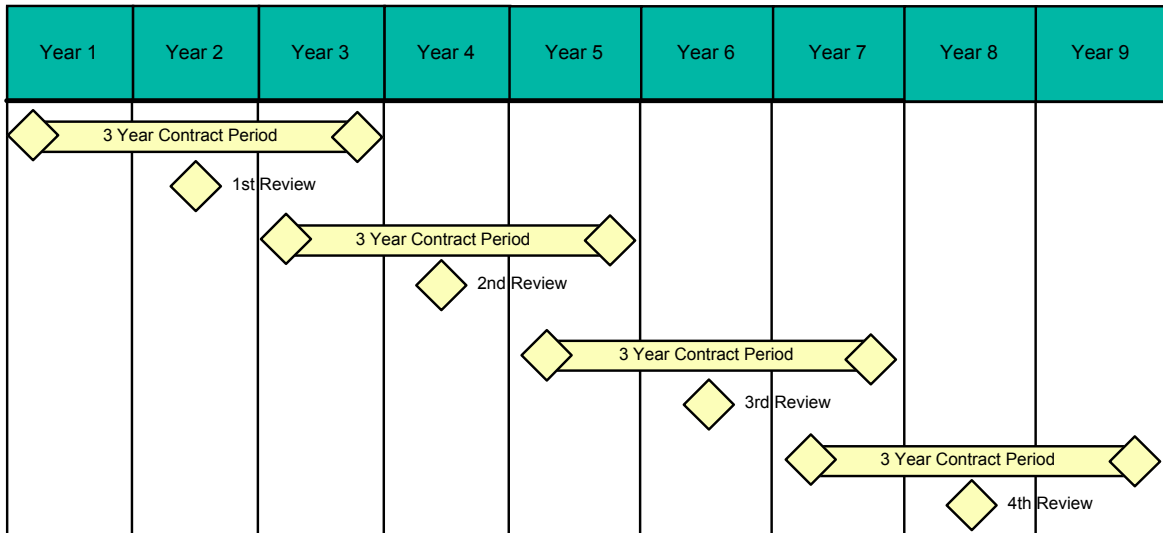 Year 1
Year 2
Year 3
Year 4
Year 5
Year 6
Year 7
Year 8
Year 9
3 Year Contract Period
1st Review
3 Year Contract Period
2nd Review
3 Year Contract Period
3rd Review
3 Year Contract Period
4th Review